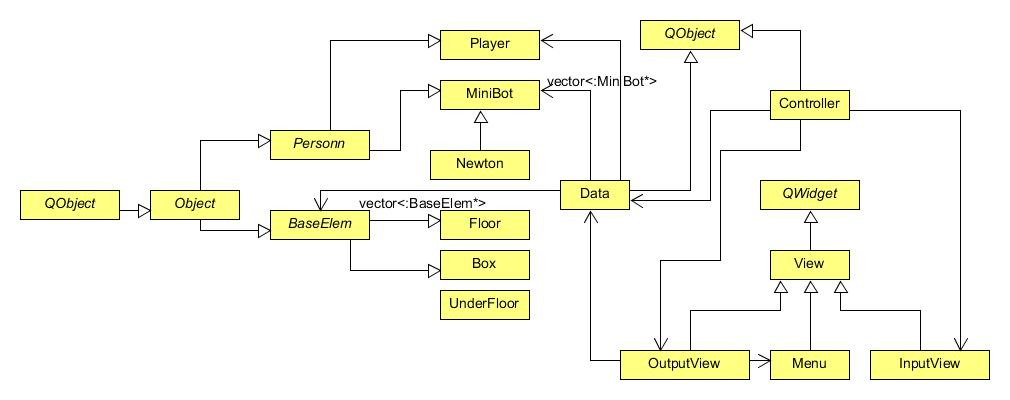 QObject
Player
vector<:MiniBot*>
MiniBot
Controller
Personn
Newton
QObject
Object
Data
QWidget
vector<:BaseElem*>
BaseElem
Floor
Box
View
UnderFloor
OutputView
Menu
InputView